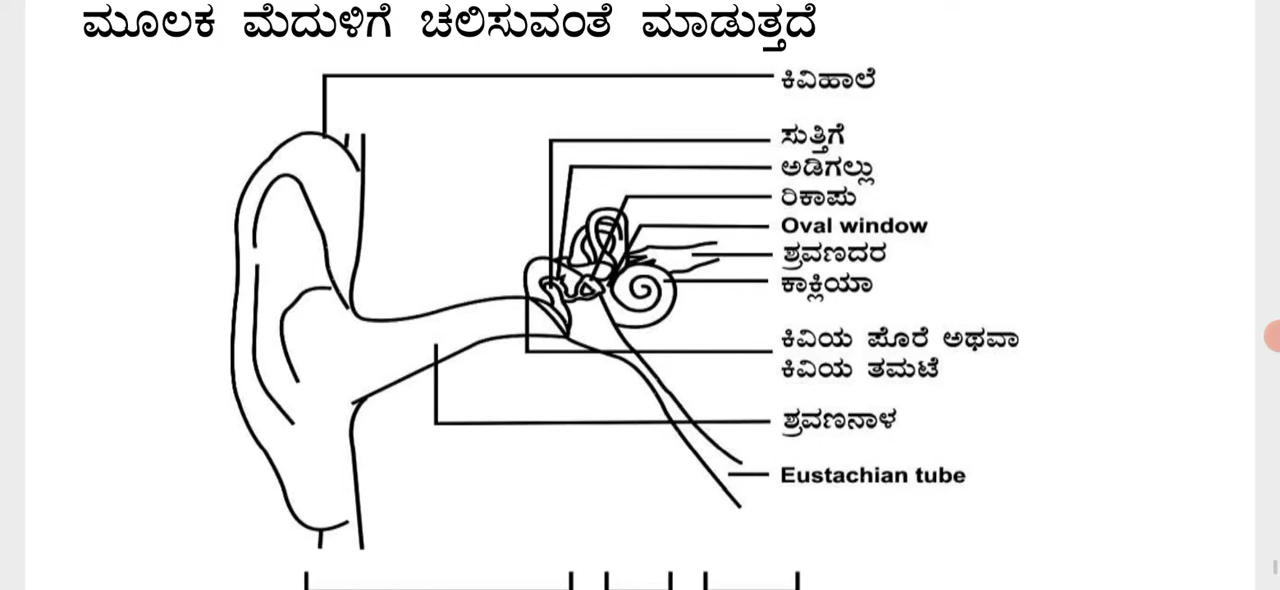 ಮೂಲಕ ಮೆದುಳಿಗೆ ಚಲಿಸುವಂತೆ ಮಾಡುತ್ತದೆ
ಕಿವಿಹಾಲೆ
ಸುತ್ತಿಗೆ
ಅಡಿಗಲ್ಲು
ರಿಕಾಪು
Oval window
ಶ್ರವಣದರ
ಕಾಕ್ಲಿಯಾ
ಕಿವಿಯ ಪೊರೆ ಅಥವಾ
ಕಿವಿಯ ತಮಟೆ
ಶ್ರವಣನಾಳ
Eustachian tube